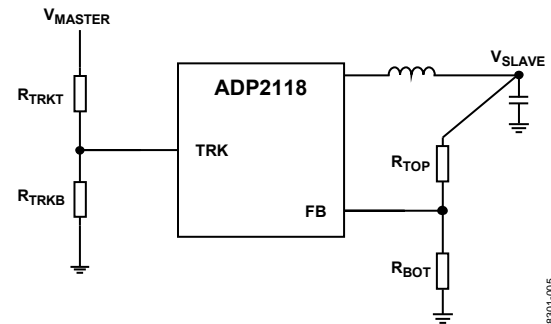 VMASTER
VSLAVE
ADP2118
RTRKT
TRK
RTOP
RTRKB
FB
RBOT